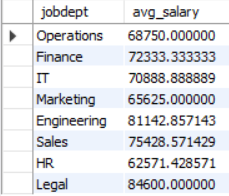 jobdept avg_salary
Operations 68750.000000
Finance 72333.333333
IT 70888.888889
Marketing 65625.000000
Engineering 81142.857143
Sales 75428.571429
HR 62571.428571
Legal 84600.000000